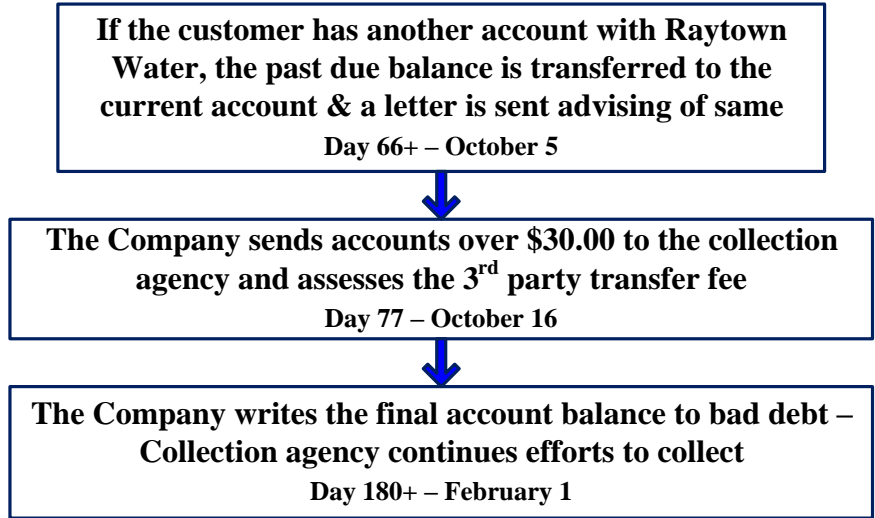 If the customer has another account with Raytown
Water, the past due balance is transferred to the
current account & a letter is sent advising of same
Day 66+ – October 5
The Company sends accounts over $30.00 to the collection
agency and assesses the 3rd party transfer fee
Day 77 – October 16
The Company writes the final account balance to bad debt –
Collection agency continues efforts to collect
Day 180+ – February 1